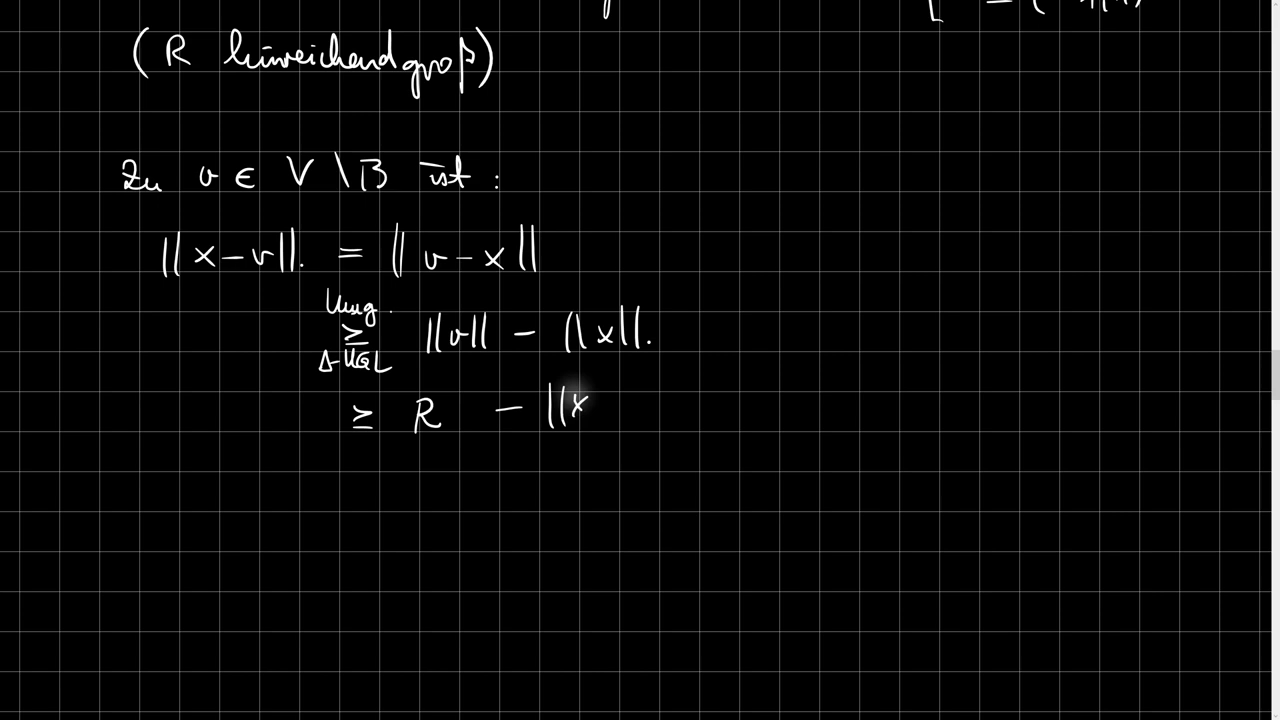 (R hinreichend groß)
Zu v ∈ V \ B ist :
||x-v||. = ||v-x||
Umg.
≥ ||v|| - ||x||.
Δ-UGL
≥ R - ||x